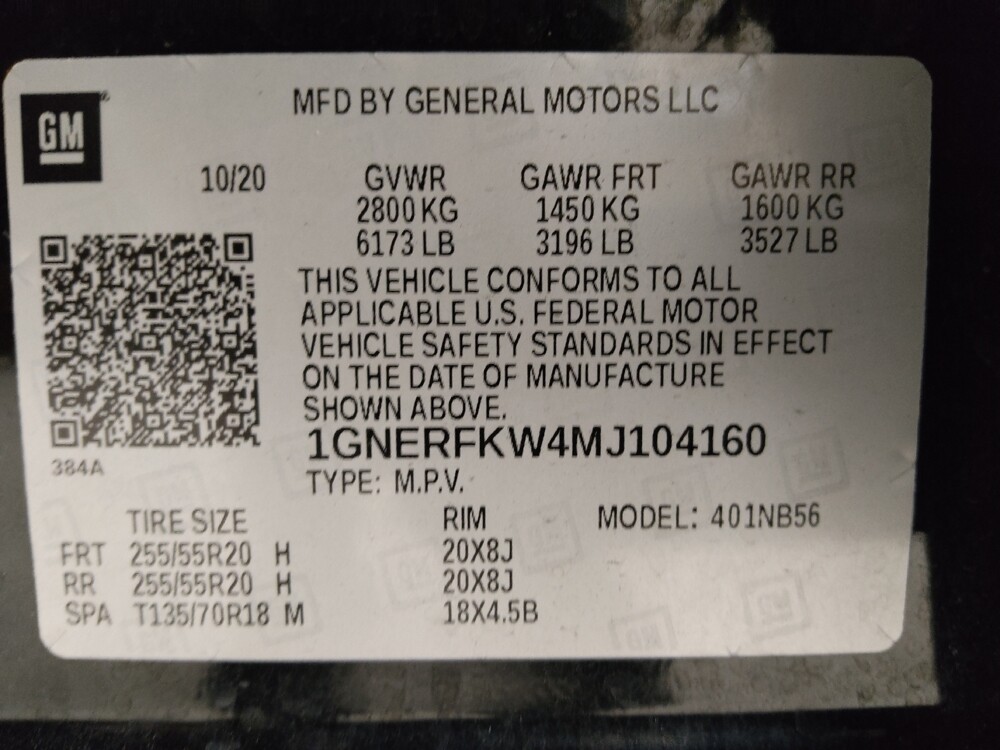 GM
MFD BY GENERAL MOTORS LLC
10/20 GVWR GAWR FRT GAWR RR
2800 KG 1450 KG 1600 KG
6173 LB 3196 LB 3527 LB
THIS VEHICLE CONFORMS TO ALL
APPLICABLE U.S. FEDERAL MOTOR
VEHICLE SAFETY STANDARDS IN EFFECT
ON THE DATE OF MANUFACTURE
SHOWN ABOVE.
1GNERFKW4MJ104160
384A
TYPE: M.P.V.
TIRE SIZE RIM MODEL: 401NB56
FRT 255/55R20 H 20X8J
RR 255/55R20 H 20X8J
SPA T135/70R18 M 18X4.5B